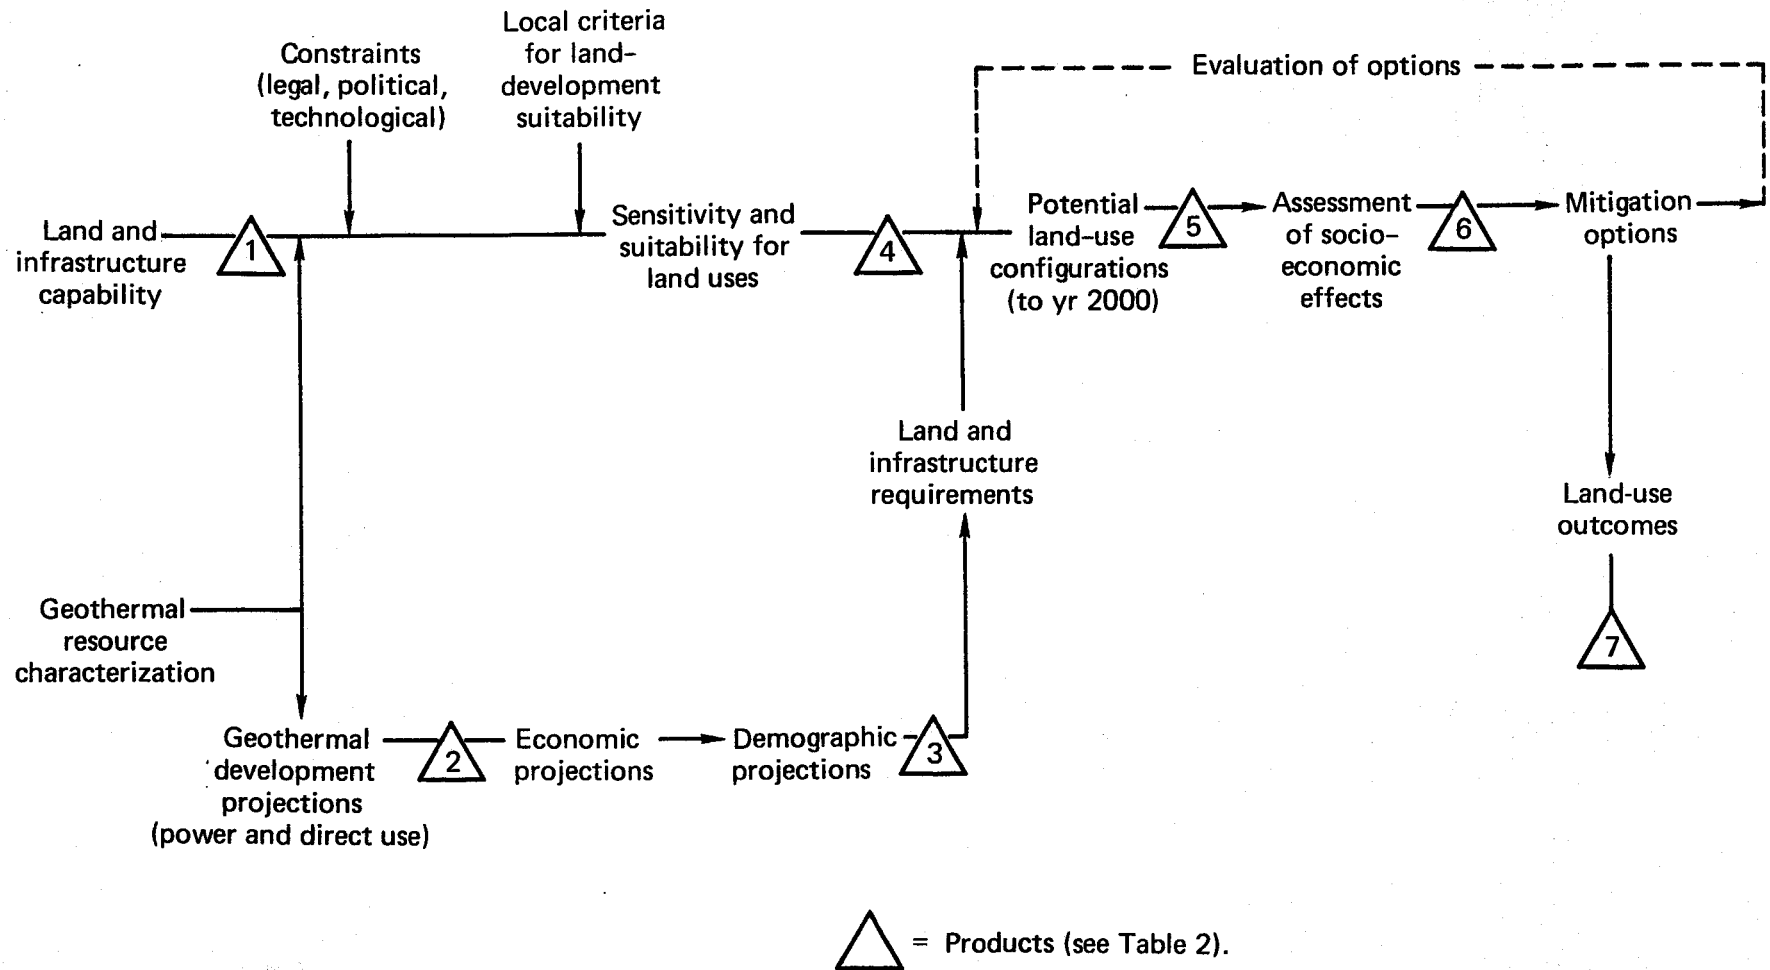 Local criteria
for land-
development
suitability
Constraints
(legal, political,
technological)
Evaluation of options
Land and
infrastructure
capability
1
Sensitivity and
suitability for
land uses
4
Potential
land-use
configurations
(to yr 2000)
5
Assessment
of socio-
economic
effects
6
Mitigation
options
Land and
infrastructure
requirements
Land-use
outcomes
7
Geothermal
resource
characterization
Geothermal
development
projections
(power and direct use)
2
Economic
projections
Demographic
projections
3
= Products (see Table 2).